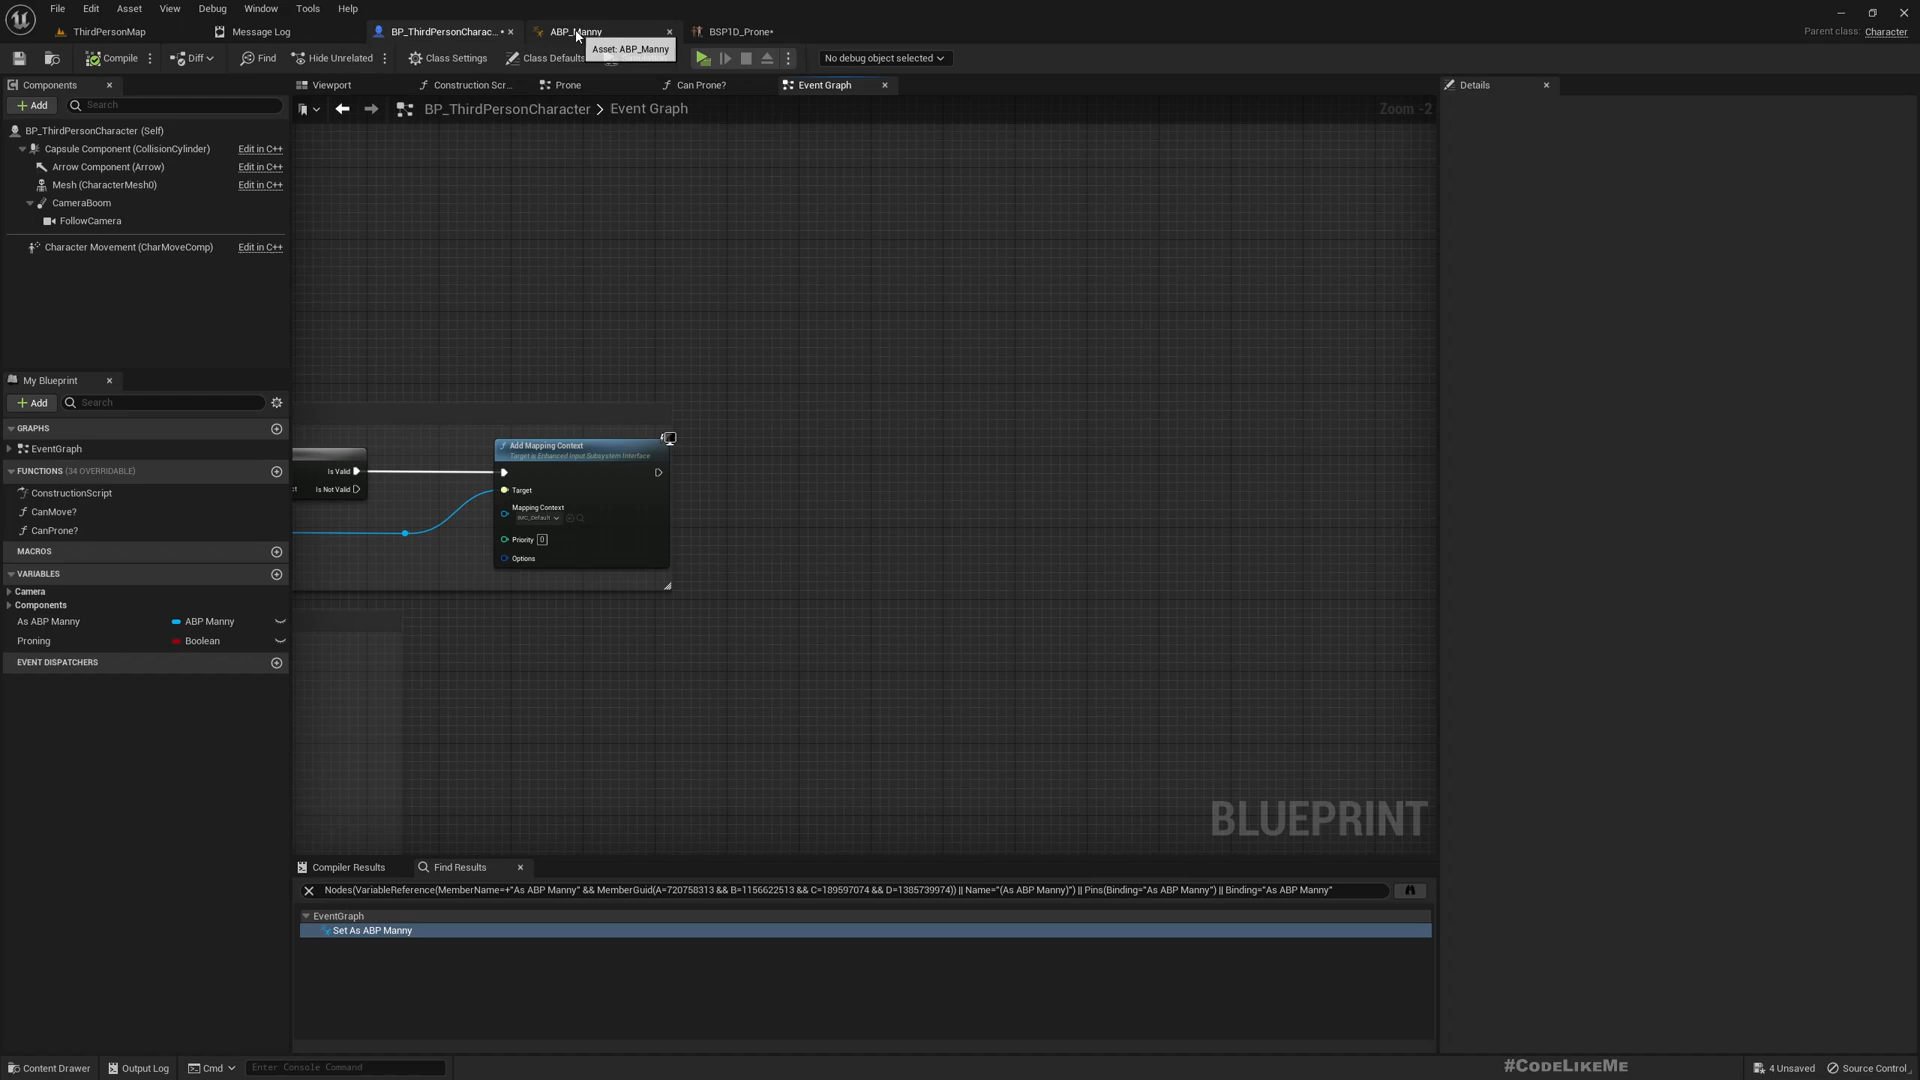 File Edit Asset View Debug Window Tools Help
ThirdPersonMap Message Log BP_ThirdPersonCharac...• ABP_Manny BSP1D_Prone•
Parent class: Character
Asset: ABP_Manny
Compile Diff Find Hide Unrelated Class Settings Class Defaults No debug object selected
Components
Add Search
BP_ThirdPersonCharacter (Self)
Capsule Component (CollisionCylinder) Edit in C++
Arrow Component (Arrow) Edit in C++
Mesh (CharacterMesh0) Edit in C++
CameraBoom
FollowCamera
Character Movement (CharMoveComp) Edit in C++
Viewport Construction Scr... Prone Can Prone? Event Graph
BP_ThirdPersonCharacter > Event Graph
Zoom -2
Details
Is Valid
Is Not Valid
Add Mapping Context
Target is Enhanced Input Subsystem Interface
Target
Mapping Context
IMC_Default
Priority 0
Options
BLUEPRINT
My Blueprint
Add Search
GRAPHS
EventGraph
FUNCTIONS (34 OVERRIDABLE)
ConstructionScript
CanMove?
CanProne?
MACROS
VARIABLES
Camera
Components
As ABP Manny ABP Manny
Proning Boolean
EVENT DISPATCHERS
Compiler Results Find Results
Nodes(VariableReference(MemberName=+"As ABP Manny" && MemberGuid(A=720758313 && B=1156622513 && C=189597074 && D=1385739974)) || Name="(As ABP Manny)") || Pins(Binding="As ABP Manny") || Binding="As ABP Manny"
EventGraph
Set As ABP Manny
Content Drawer Output Log Cmd Enter Console Command
#CODELIKEME
4 Unsaved Source Control